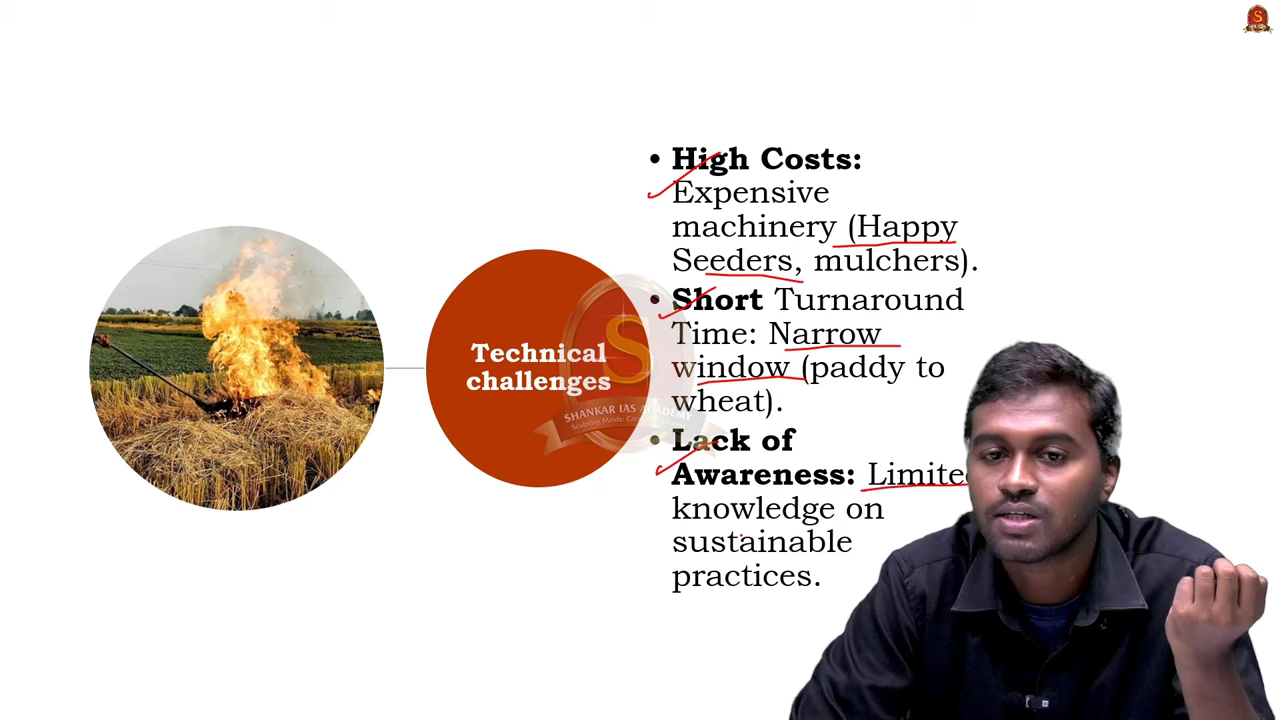 Technical
challenges
• High Costs:
Expensive
machinery (Happy
Seeders, mulchers).
• Short Turnaround
Time: Narrow
window (paddy to
wheat).
• Lack of
Awareness: Limite
knowledge on
sustainable
practices.
S
SHANKAR IAS ACADEMY
S